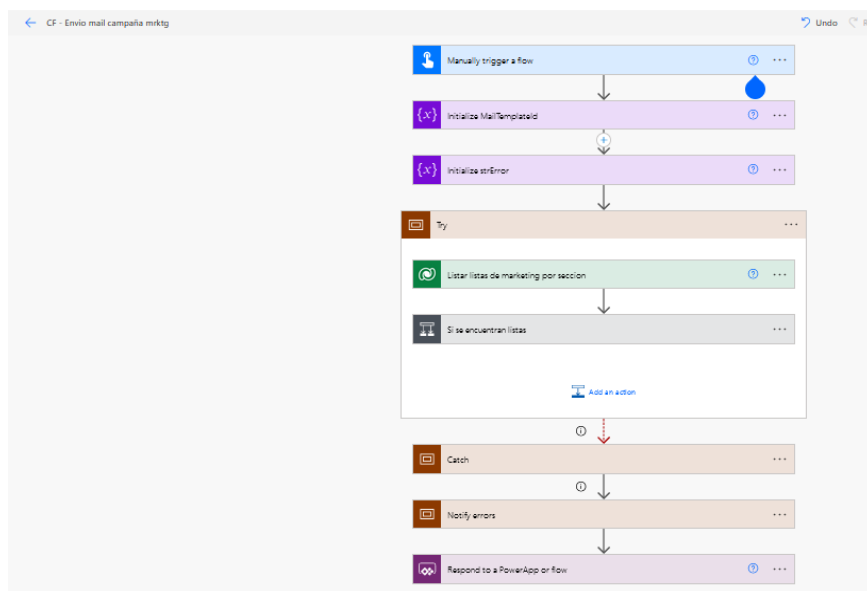 CF - Envio mail campaña mrktg
Undo
Manually trigger a flow
{x} Initialize MailTemplateId
{x} Initialize strError
Try
Listar listas de marketing por seccion
Si se encuentran listas
Add an action
Catch
Notify errors
Respond to a PowerApp or flow